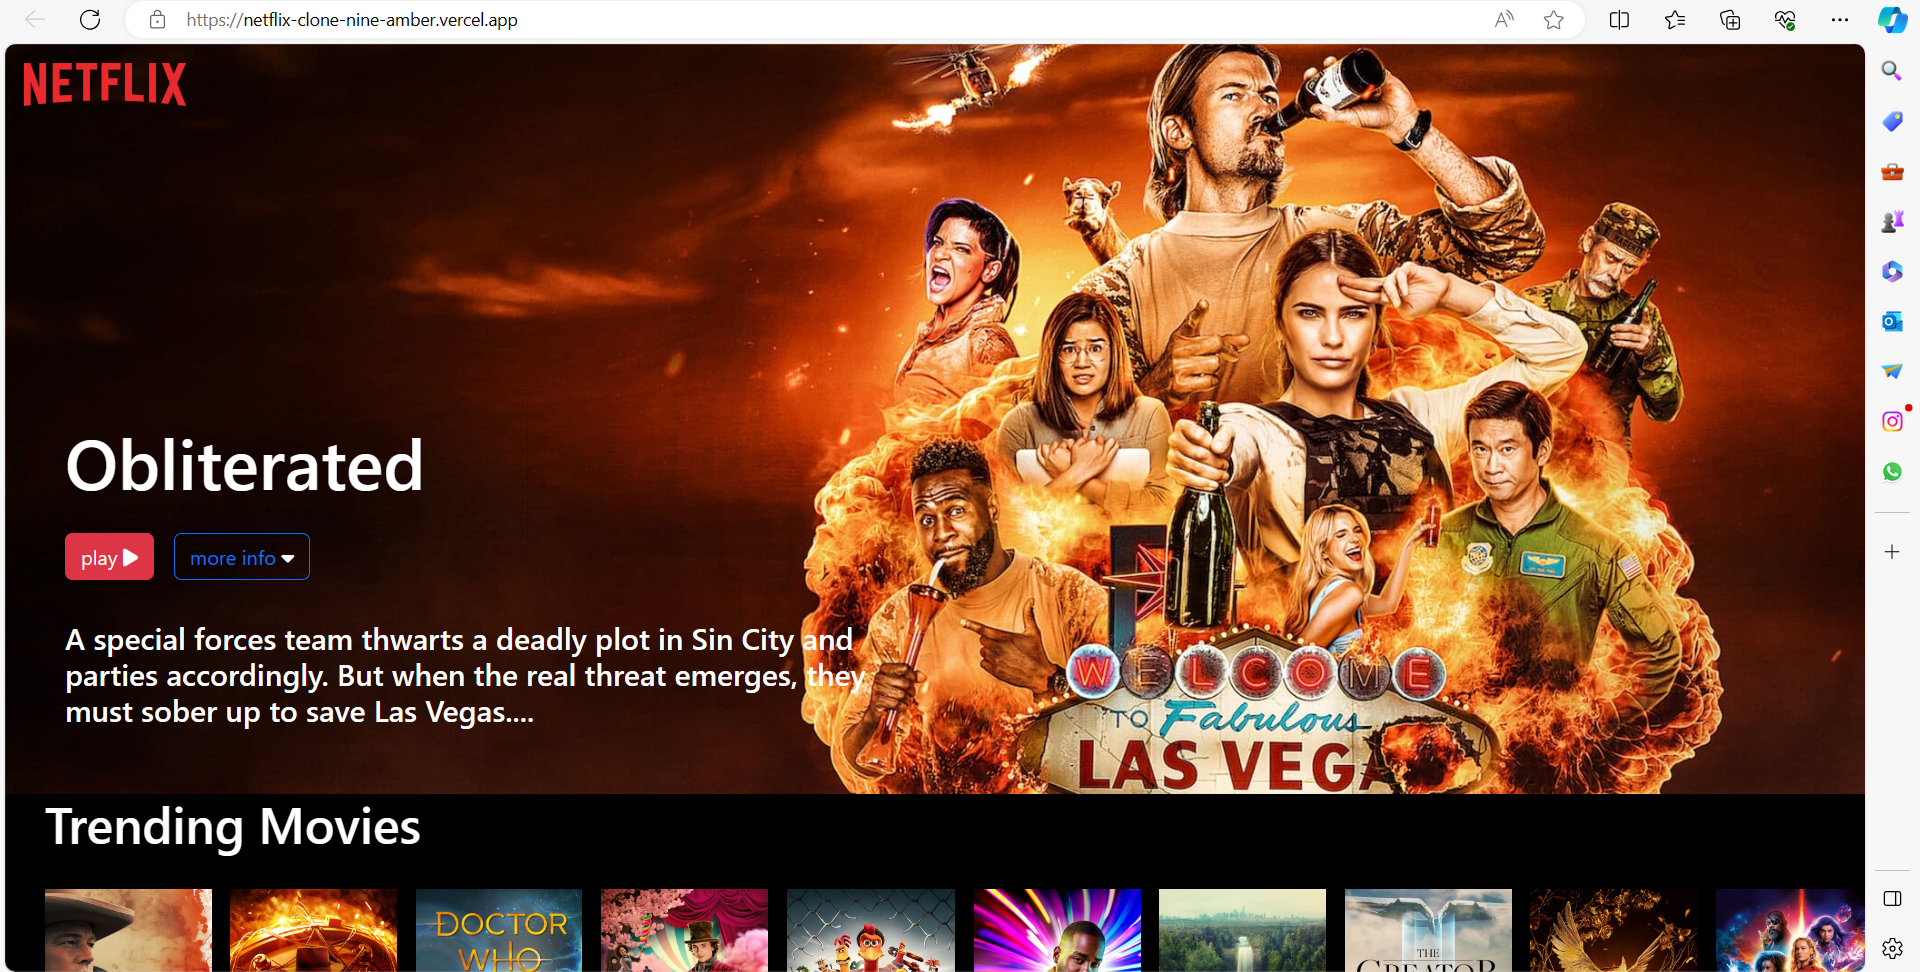 https://netflix-clone-nine-amber.vercel.app
NETFLIX
Obliterated
play
more info
A special forces team thwarts a deadly plot in Sin City and
parties accordingly. But when the real threat emerges, they
must sober up to save Las Vegas....
WELCOME
TO Fabulous
LAS VEGA
Trending Movies
DOCTOR
WHO
THE
CREATOR